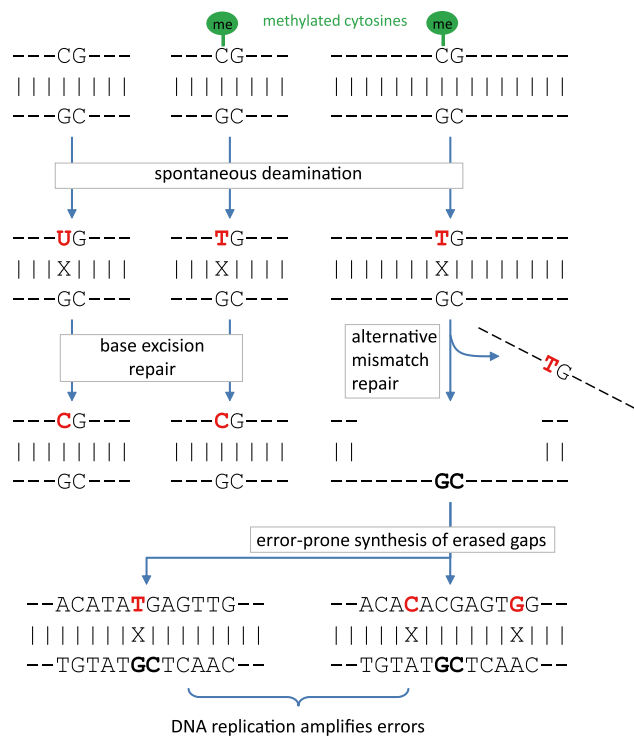 me methylated cytosines me
---CG--- ---CG--- -------CG-------
||||||||| ||||||||| |||||||||||||||||
---GC--- ---GC--- -------GC-------
spontaneous deamination
---UG--- ---TG--- -------TG-------
|||X|||| |||X|||| |||||||X||||||||
---GC--- ---GC--- -------GC-------
base excision
repair
alternative
mismatch
repair
TG
---CG--- ---CG--- -- --
|||||||| |||||||| || ||
---GC--- ---GC--- -------GC-------
error-prone synthesis of erased gaps
--ACATATGAGTTG-- --ACACACGAGTGG--
|||||||X|||||||| |||||X||||||X|||
--TGTATGCTCAAC-- --TGTATGCTCAAC--
DNA replication amplifies errors